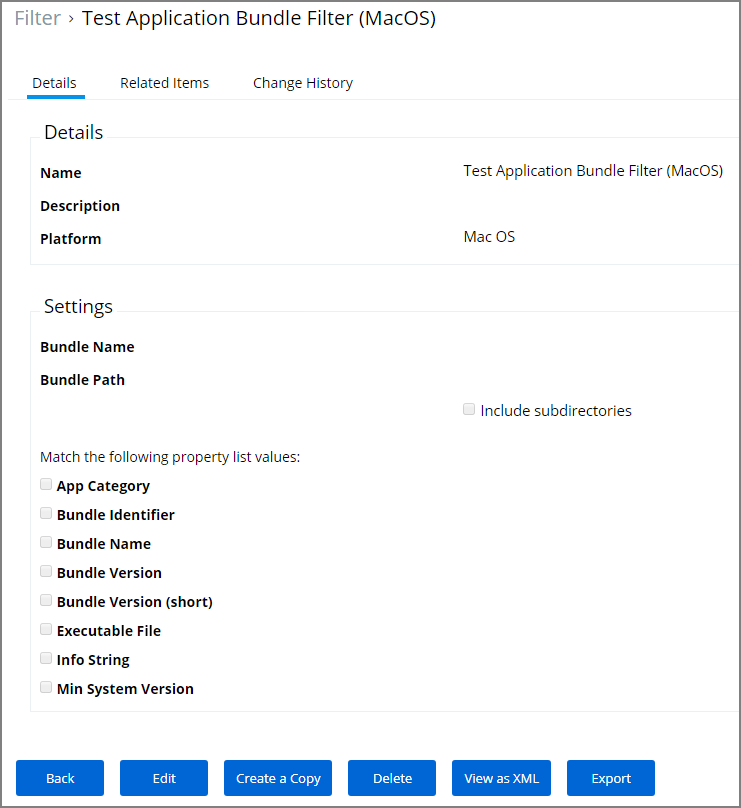 Filter › Test Application Bundle Filter (MacOS)
Details Related Items Change History
Details
Name Test Application Bundle Filter (MacOS)
Description
Platform Mac OS
Settings
Bundle Name
Bundle Path
Include subdirectories
Match the following property list values:
App Category
Bundle Identifier
Bundle Name
Bundle Version
Bundle Version (short)
Executable File
Info String
Min System Version
Back Edit Create a Copy Delete View as XML Export